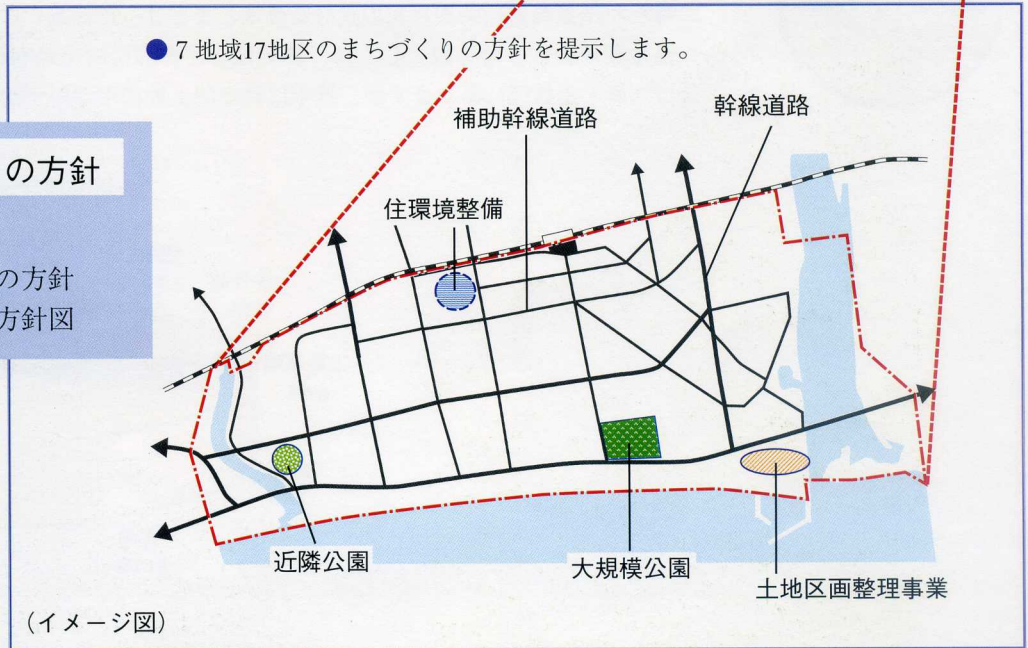 ● 7地域17地区のまちづくりの方針を提示します。
の方針
の方針
方針図
補助幹線道路
幹線道路
住環境整備
近隣公園
大規模公園
土地区画整理事業
(イメージ図)